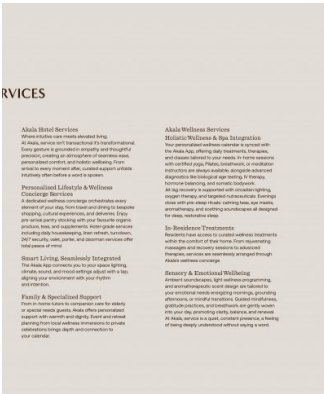 RVICES
Akala Hotel Services
Where intuitive care meets elevated living.
At Akala, service isn't transactional it's transformational.
Every gesture is grounded in empathy and thoughtful
precision, creating an atmosphere of seamless ease,
personalised comfort, and holistic wellbeing. From
arrival to every moment after, curated support unfolds
intuitively often before a word is spoken.
Personalized Lifestyle & Wellness
Concierge Services
A dedicated wellness concierge orchestrates every
element of your day, from travel and dining to bespoke
shopping, cultural experiences, and deliveries. Enjoy
pre-arrival pantry stocking with your favourite organic
produce, teas, and supplements. Hotel-grade services
including daily housekeeping, linen refresh, turndown,
24/7 security, valet, porter, and doorman services offer
total peace of mind
Smart Living, Seamlessly Integrated
The Akala App connects you to your space lighting,
climate, sound, and mood settings adjust with a tap,
aligning your environment with your rhythm
and intention.
Family & Specialised Support
From in-home tutors to companion care for elderly
or special needs guests, Akala offers personalized
support with warmth and dignity. Event and retreat
planning from local wellness immersions to private
celebrations brings depth and connection to
your calendar.
Akala Wellness Services
Holistic Wellness & Spa Integration
Your personalized wellness calendar is synced with
the Akala App, offering daily treatments, therapies,
and classes tailored to your needs. In-home sessions
with certified yoga, Pilates, breathwork, or meditation
instructors are always available, alongside advanced
diagnostics like biological age testing, IV therapy,
hormone balancing, and somatic bodywork.
All leg recovery is supported with circadian lighting,
oxygen therapy, and targeted nutraceuticals. Evenings
close with pre-sleep rituals: calming teas, eye masks,
aromatherapy, and soothing soundscapes all designed
for deep, restorative sleep.
In-Residence Treatments
Residents have access to curated wellness treatments
within the comfort of their home. From rejuvenating
massages and recovery sessions to advanced
therapies, services are seamlessly arranged through
Akala's wellness concierge
Sensory & Emotional Wellbeing
Ambient soundscapes, light wellness programming,
and aromatherapeutic scent design are tailored to
your emotional needs energizing mornings, grounding
afternoons, or mindful transitions. Guided mindfulness,
gratitude practices, and breathwork are gently woven
into your day, promoting clarity, balance, and renewal.
At Akala, service is a quiet, constant presence, a feeling
of being deeply understood without saying a word